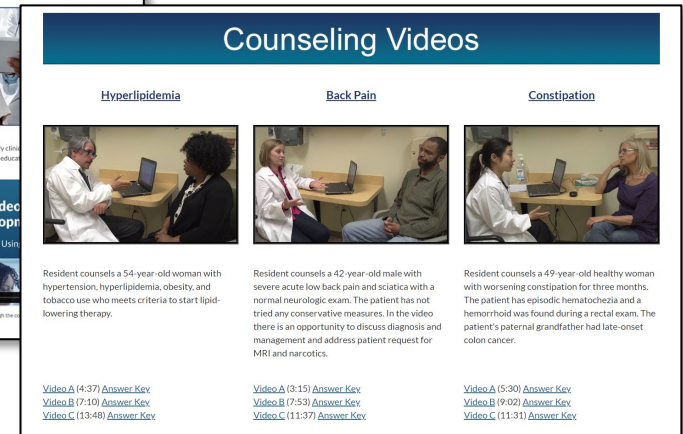 Counseling Videos
Hyperlipidemia
Resident counsels a 54-year-old woman with
hypertension, hyperlipidemia, obesity, and
tobacco use who meets criteria to start lipid-
lowering therapy.
Video A (4:37) Answer Key
Video B (7:10) Answer Key
Video C (13:48) Answer Key
Back Pain
Resident counsels a 42-year-old male with
severe acute low back pain and sciatica with a
normal neurologic exam. The patient has not
tried any conservative measures. In the video
there is an opportunity to discuss diagnosis and
management and address patient request for
MRI and narcotics.
Video A (3:15) Answer Key
Video B (7:53) Answer Key
Video C (11:37) Answer Key
Constipation
Resident counsels a 49-year-old healthy woman
with worsening constipation for three months.
The patient has episodic hematochezia and a
hemorrhoid was found during a rectal exam. The
patient's paternal grandfather had late-onset
colon cancer.
Video A (5:30) Answer Key
Video B (9:02) Answer Key
Video C (11:31) Answer Key